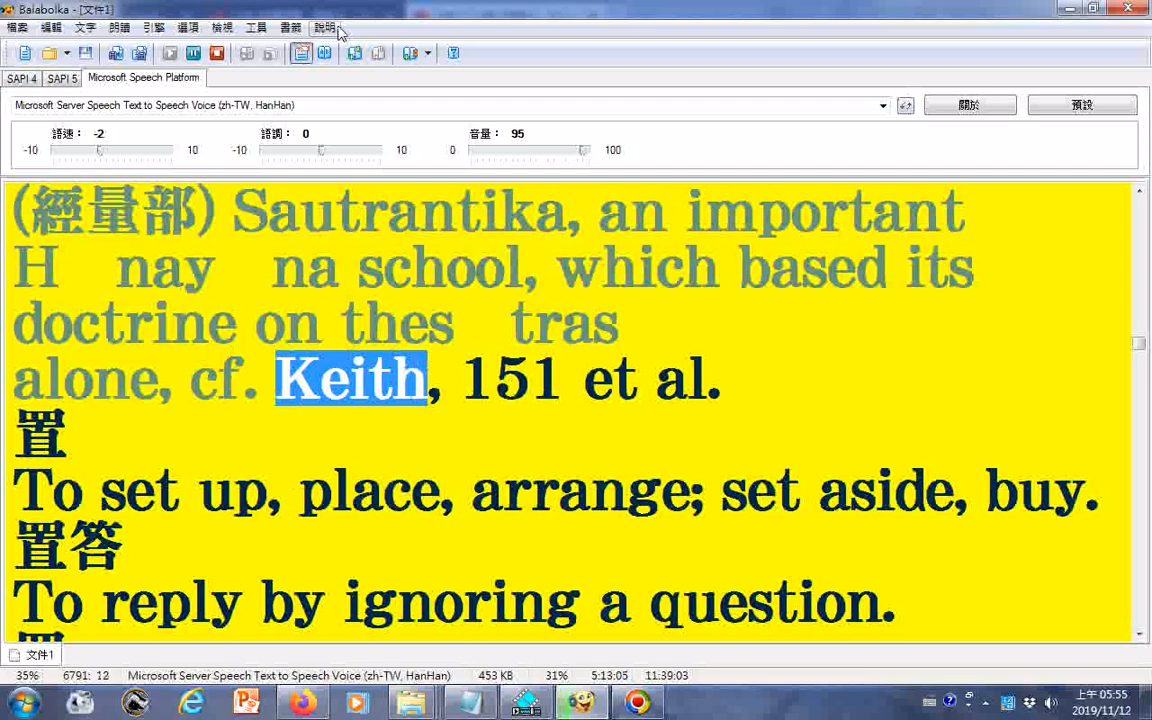 Balabolka - [文件1]
檔案 編輯 文字 朗讀 引擎 選項 檢視 工具 書籤 說明
SAPI 4 SAPI 5 Microsoft Speech Platform
Microsoft Server Speech Text to Speech Voice (zh-TW, HanHan) 關於 預設
語速： -2 語調： 0 音量： 95
-10 10 -10 10 0 100
(經量部) Sautrantika, an important
H nay na school, which based its
doctrine on thes tras
alone, cf. Keith, 151 et al.
置
To set up, place, arrange; set aside, buy.
置答
To reply by ignoring a question.
文件1
35% 6791: 12 Microsoft Server Speech Text to Speech Voice (zh-TW, HanHan) 453 KB 31% 5:13:05 11:39:03
上午 05:55
2019/11/12